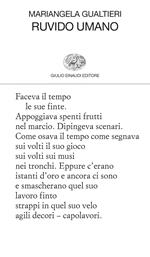 MARIANGELA GUALTIERI
RUVIDO UMANO
GIULIO EINAUDI EDITORE
Faceva il tempo
le sue finte.
Appoggiava spenti frutti
nel marcio. Dipingeva scenari.
Come osava il tempo come segnava
sui volti il suo gioco
sui volti sui musi
nei tronchi. Eppure c'erano
istanti d'oro e ancora ci sono
e smascherano quel suo
lavoro finto
strappi in quel suo velo
agili decori – capolavori.